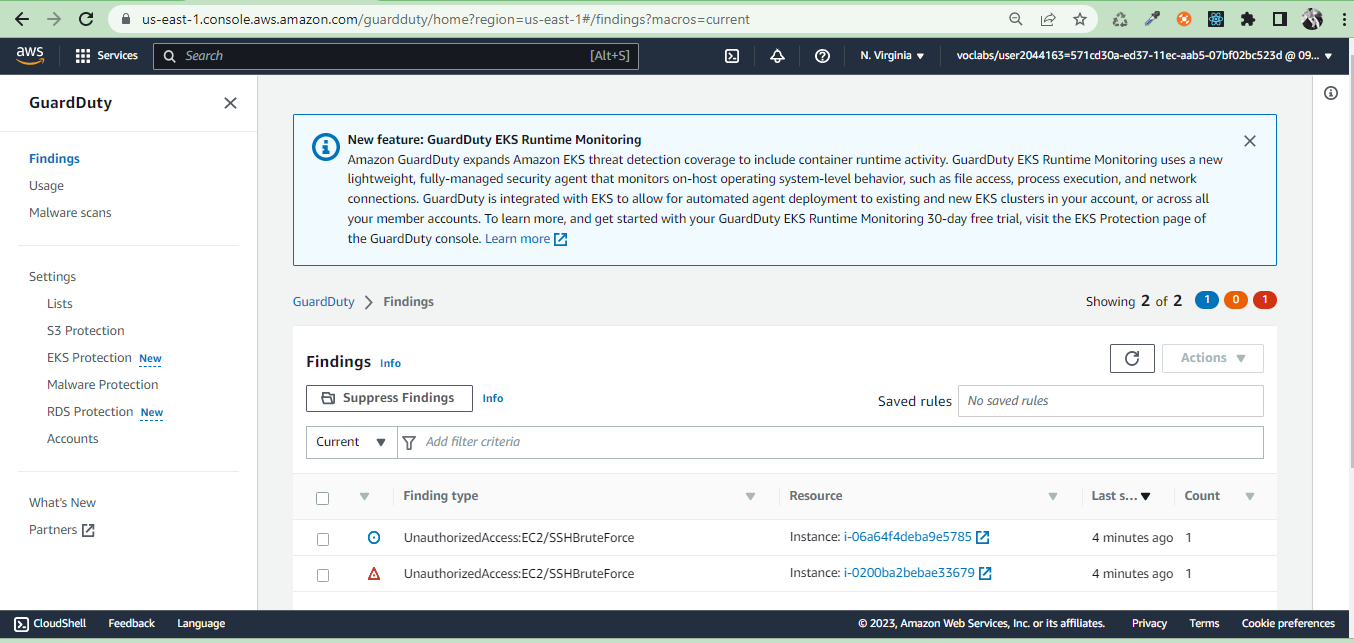 us-east-1.console.aws.amazon.com/guardduty/home?region=us-east-1#/findings?macros=current
aws
Services
Search
[Alt+S]
N. Virginia
voclabs/user2044163=571cd30a-ed37-11ec-aab5-07bf02bc523d @ 09...
GuardDuty
Findings
Usage
Malware scans
Settings
Lists
S3 Protection
EKS Protection New
Malware Protection
RDS Protection New
Accounts
What's New
Partners
New feature: GuardDuty EKS Runtime Monitoring
Amazon GuardDuty expands Amazon EKS threat detection coverage to include container runtime activity. GuardDuty EKS Runtime Monitoring uses a new
lightweight, fully-managed security agent that monitors on-host operating system-level behavior, such as file access, process execution, and network
connections. GuardDuty is integrated with EKS to allow for automated agent deployment to existing and new EKS clusters in your account, or across all
your member accounts. To learn more, and get started with your GuardDuty EKS Runtime Monitoring 30-day free trial, visit the EKS Protection page of
the GuardDuty console. Learn more
GuardDuty
Findings
Showing 2 of 2
1
0
1
Findings Info
Actions
Suppress Findings
Info
Saved rules
No saved rules
Current
Add filter criteria
Finding type
Resource
Last s...
Count
UnauthorizedAccess:EC2/SSHBruteForce
Instance: i-06a64f4deba9e5785
4 minutes ago
1
UnauthorizedAccess:EC2/SSHBruteForce
Instance: i-0200ba2bebae33679
4 minutes ago
1
CloudShell
Feedback
Language
© 2023, Amazon Web Services, Inc. or its affiliates.
Privacy
Terms
Cookie preferences